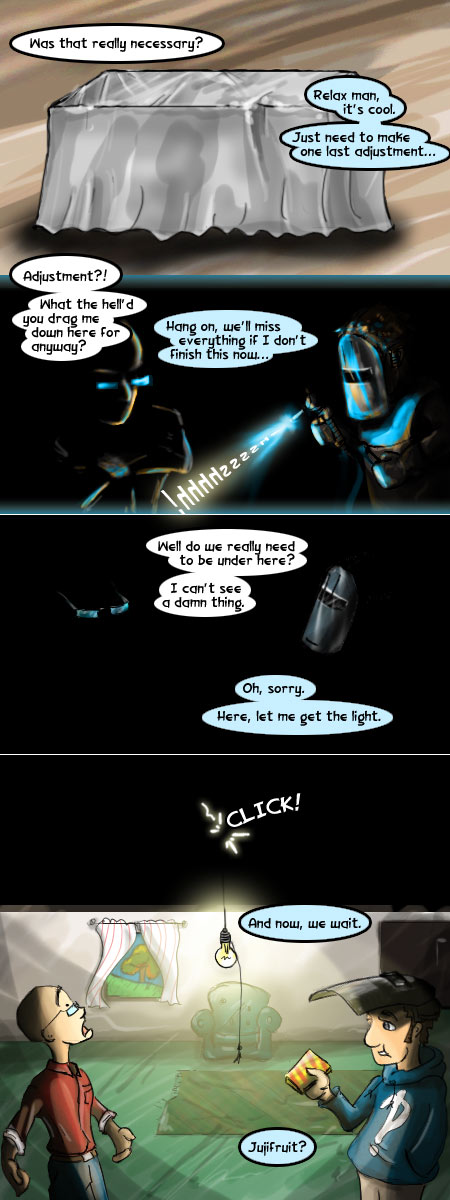 Was that really necessary?
Relax man,
it's cool.
Just need to make
one last adjustment...
Adjustment?!
What the hell'd
you drag me
down here for
anyway?
Hang on, we'll miss
everything if I don't
finish this now...
Well do we really need
to be under here?
I can't see
a damn thing.
Oh, sorry.
Here, let me get the light.
CLICK!
And now, we wait.
Jujifruit?